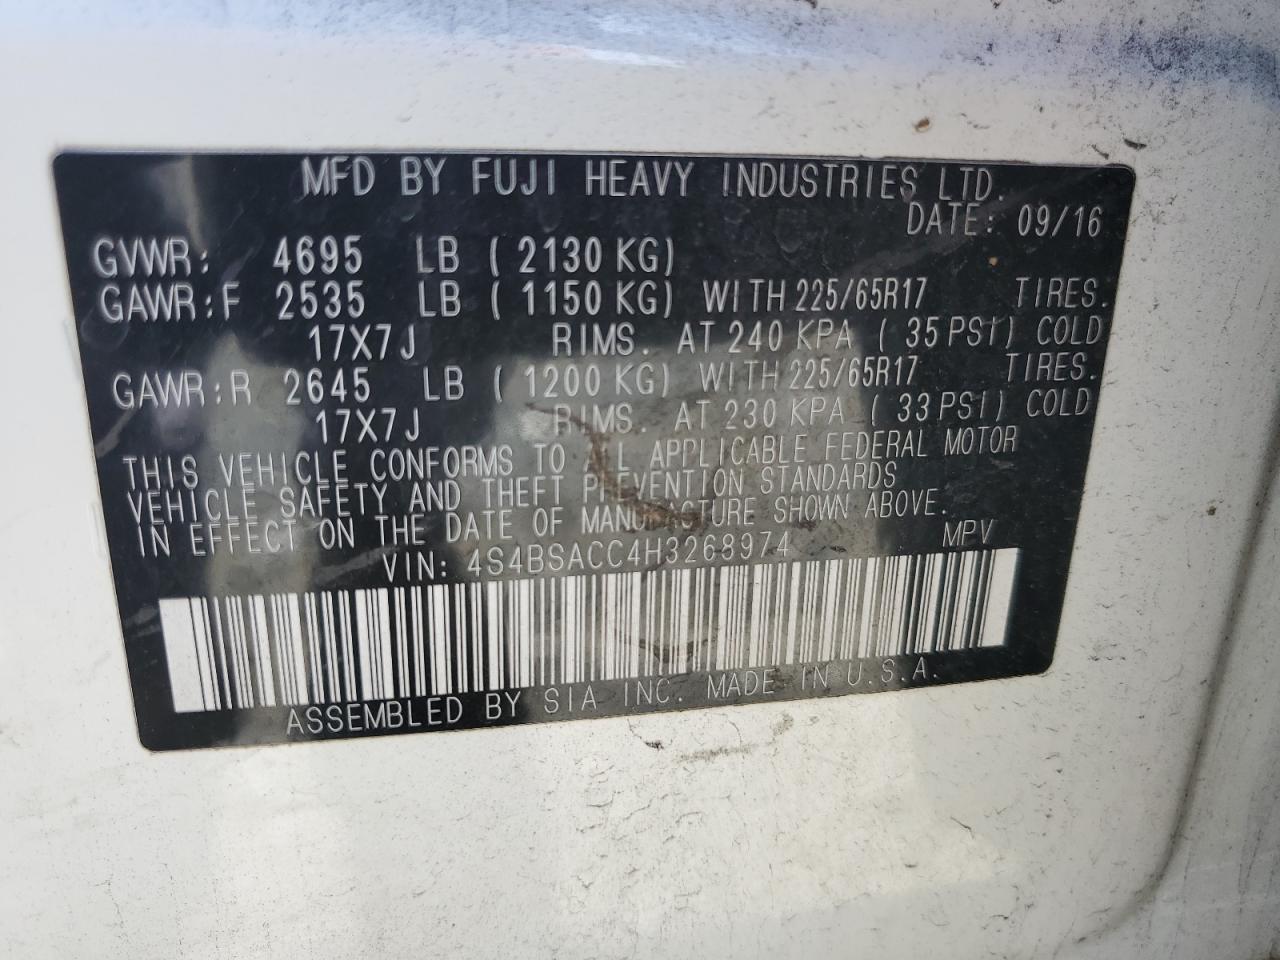 MFD BY FUJI HEAVY INDUSTRIES LTD.
DATE: 09/16
GVWR: 4695 LB ( 2130 KG)
GAWR:F 2535 LB ( 1150 KG) WITH 225/65R17 TIRES.
17X7J RIMS. AT 240 KPA ( 35 PSI) COLD
GAWR:R 2645 LB ( 1200 KG) WITH 225/65R17 TIRES.
17X7J RIMS. AT 230 KPA ( 33 PSI) COLD
THIS VEHICLE CONFORMS TO ALL APPLICABLE FEDERAL MOTOR
VEHICLE SAFETY AND THEFT PREVENTION STANDARDS
IN EFFECT ON THE DATE OF MANUFACTURE SHOWN ABOVE.
VIN: 4S4BSACC4H3268974 MPV
ASSEMBLED BY SIA INC. MADE IN U.S.A.